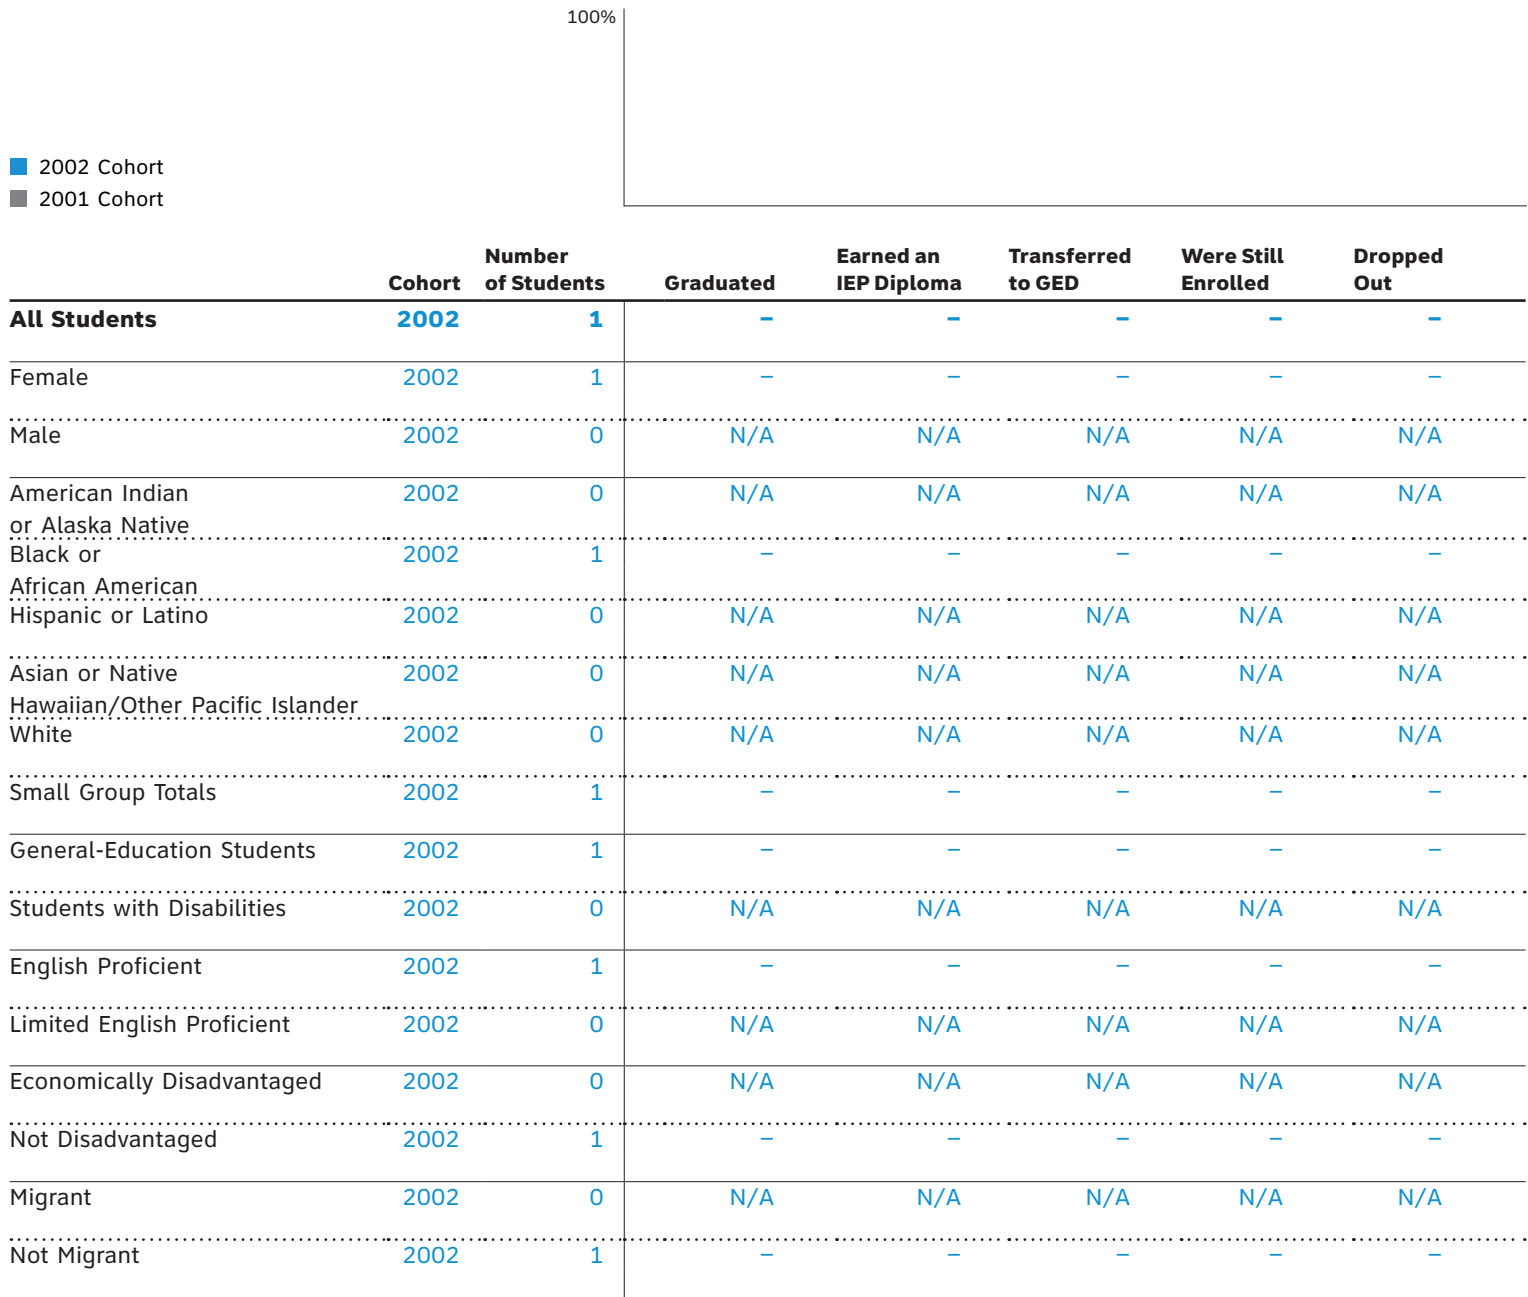 100%
2002 Cohort
2001 Cohort
Cohort Number of Students Graduated Earned an IEP Diploma Transferred to GED Were Still Enrolled Dropped Out
All Students 2002 1 – – – – –
Female 2002 1 – – – – –
Male 2002 0 N/A N/A N/A N/A N/A
American Indian 2002 0 N/A N/A N/A N/A N/A
or Alaska Native
Black or 2002 1 – – – – –
African American
Hispanic or Latino 2002 0 N/A N/A N/A N/A N/A
Asian or Native 2002 0 N/A N/A N/A N/A N/A
Hawaiian/Other Pacific Islander
White 2002 0 N/A N/A N/A N/A N/A
Small Group Totals 2002 1 – – – – –
General-Education Students 2002 1 – – – – –
Students with Disabilities 2002 0 N/A N/A N/A N/A N/A
English Proficient 2002 1 – – – – –
Limited English Proficient 2002 0 N/A N/A N/A N/A N/A
Economically Disadvantaged 2002 0 N/A N/A N/A N/A N/A
Not Disadvantaged 2002 1 – – – – –
Migrant 2002 0 N/A N/A N/A N/A N/A
Not Migrant 2002 1 – – – – –